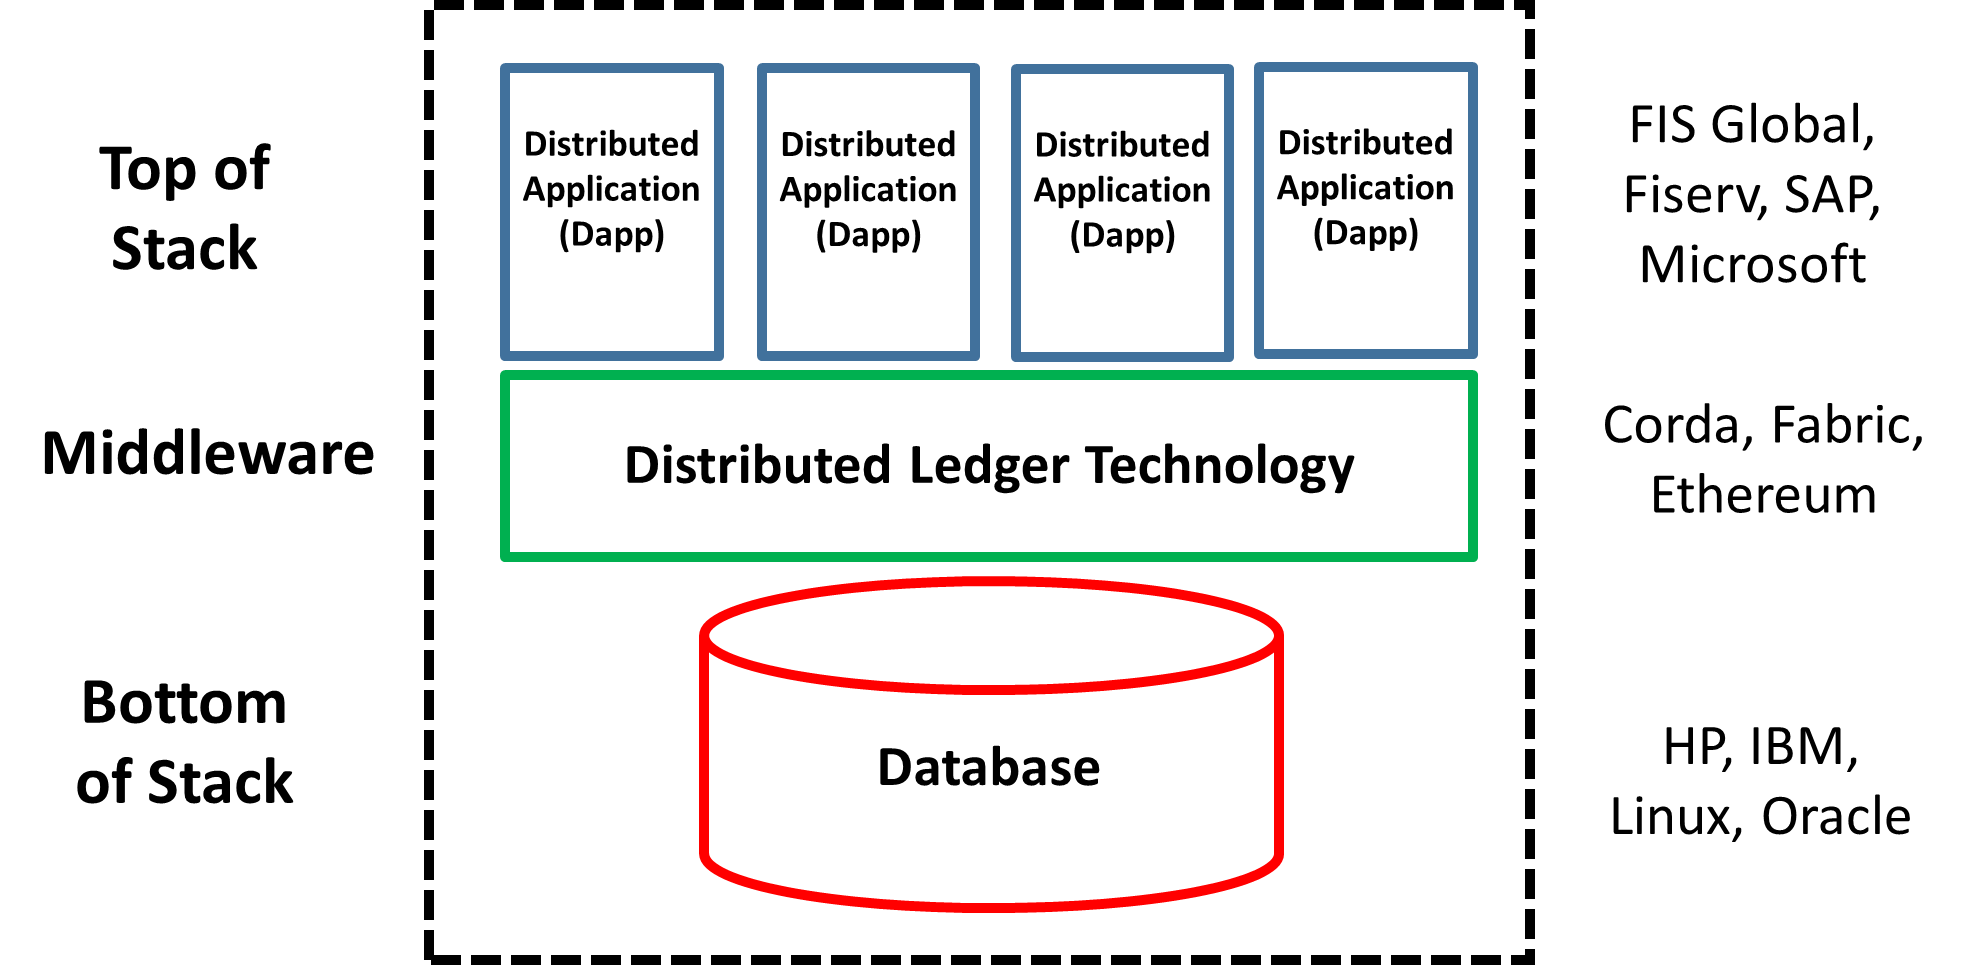 Top of
Stack
Distributed
Application
(Dapp)
Distributed
Application
(Dapp)
Distributed
Application
(Dapp)
Distributed
Application
(Dapp)
FIS Global,
Fiserv, SAP,
Microsoft
Middleware
Distributed Ledger Technology
Corda, Fabric,
Ethereum
Bottom
of Stack
Database
HP, IBM,
Linux, Oracle